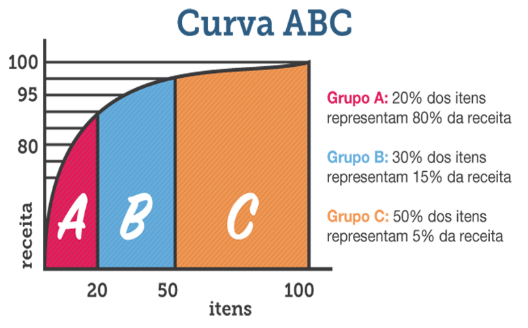 Curva ABC
100
95
80
receita
A
B
C
20
50
100
itens
Grupo A: 20% dos itens
representam 80% da receita
Grupo B: 30% dos itens
representam 15% da receita
Grupo C: 50% dos itens
representam 5% da receita